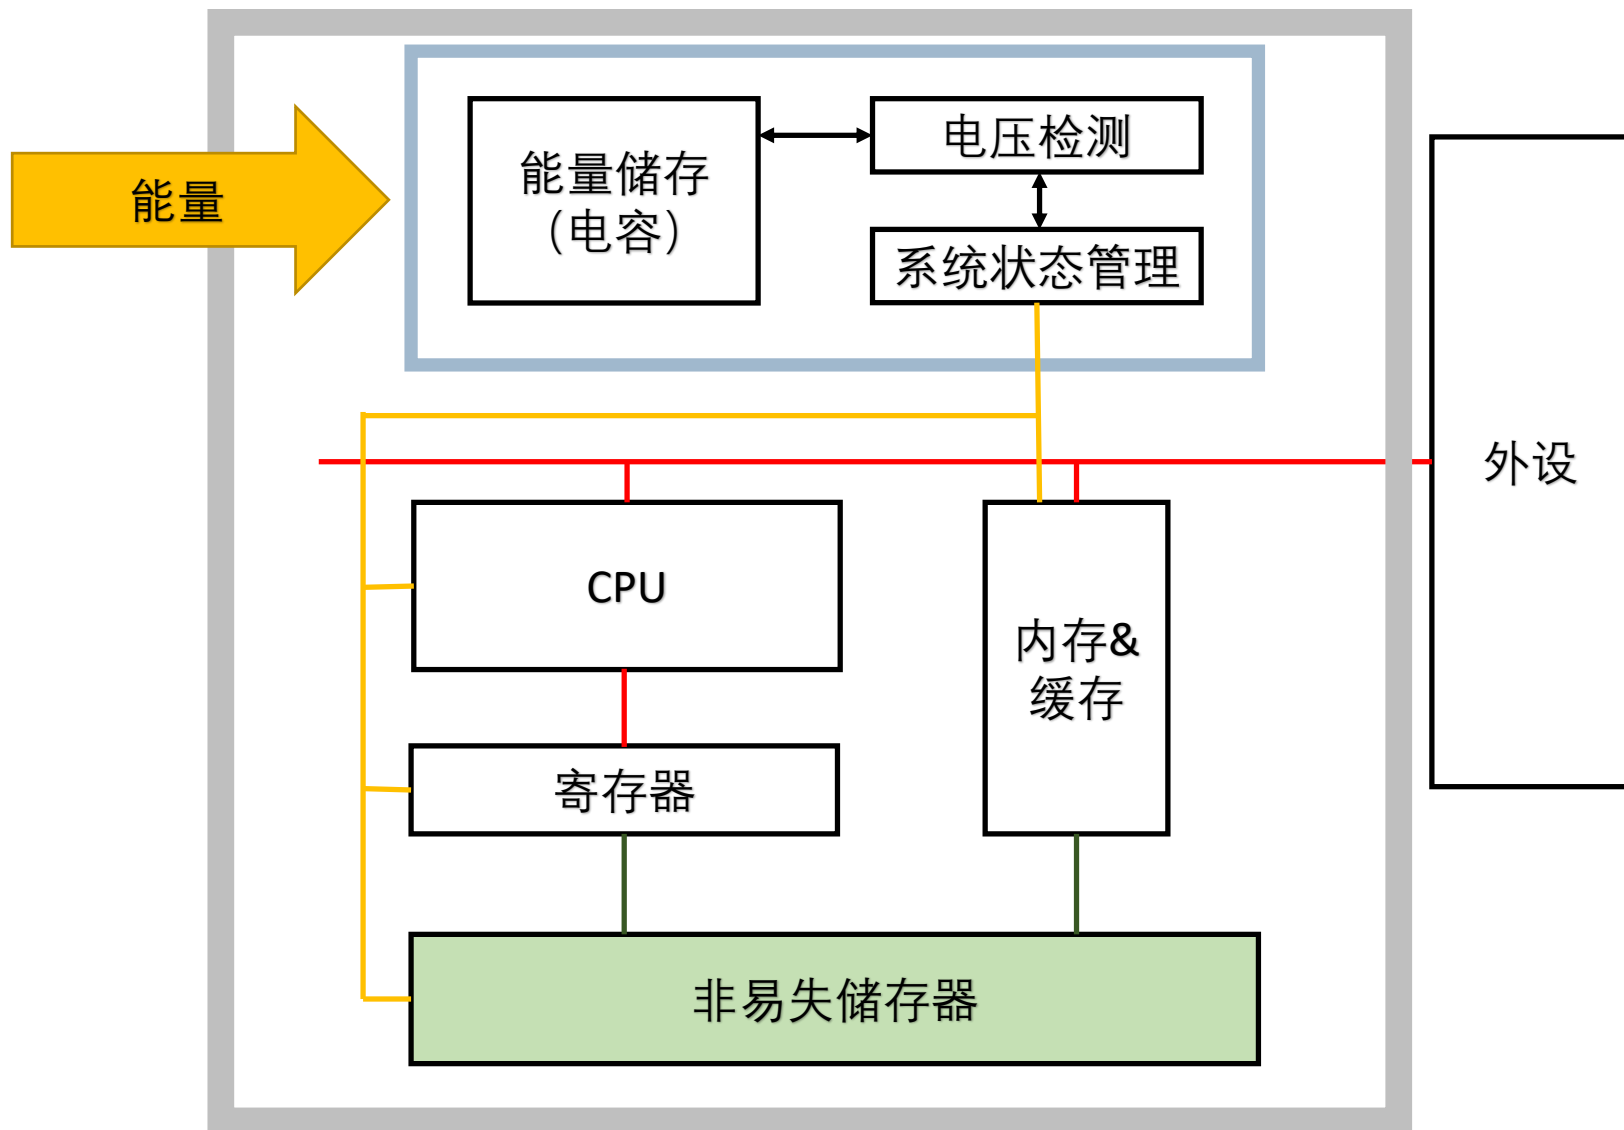 能量
能量储存
（电容）
电压检测
系统状态管理
外设
CPU
内存&
缓存
寄存器
非易失储存器